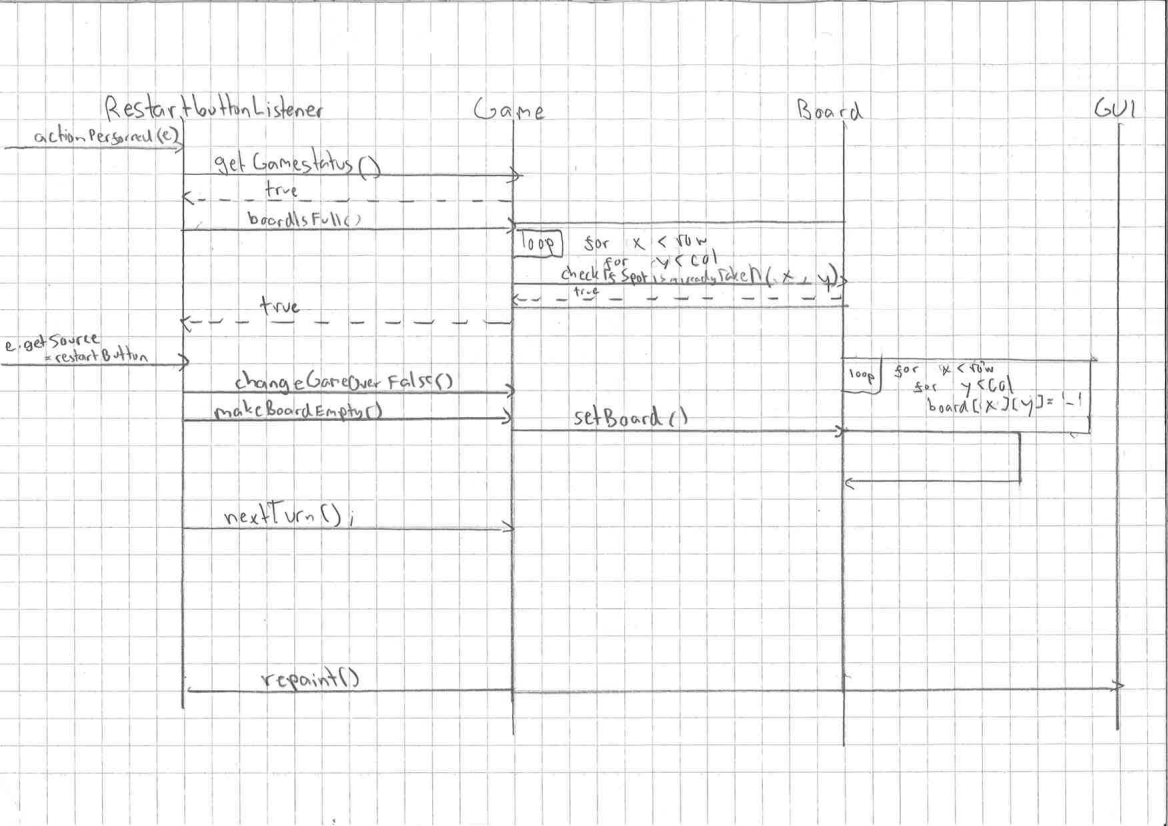 RestartbuttonListener
Game
Board
GUI
actionPerformed(e)
getGamestatus()
true
boardIsFull()
loop
for x < row
for y < col
checkIfSpotisalreadyTaken(x, y)
true
true
e.getSource
= restartButton
changeGameOverFalse()
loop
for x < row
for y < col
board[x][y] = '-'
makeBoardEmpty()
setBoard()
nextTurn();
repaint()